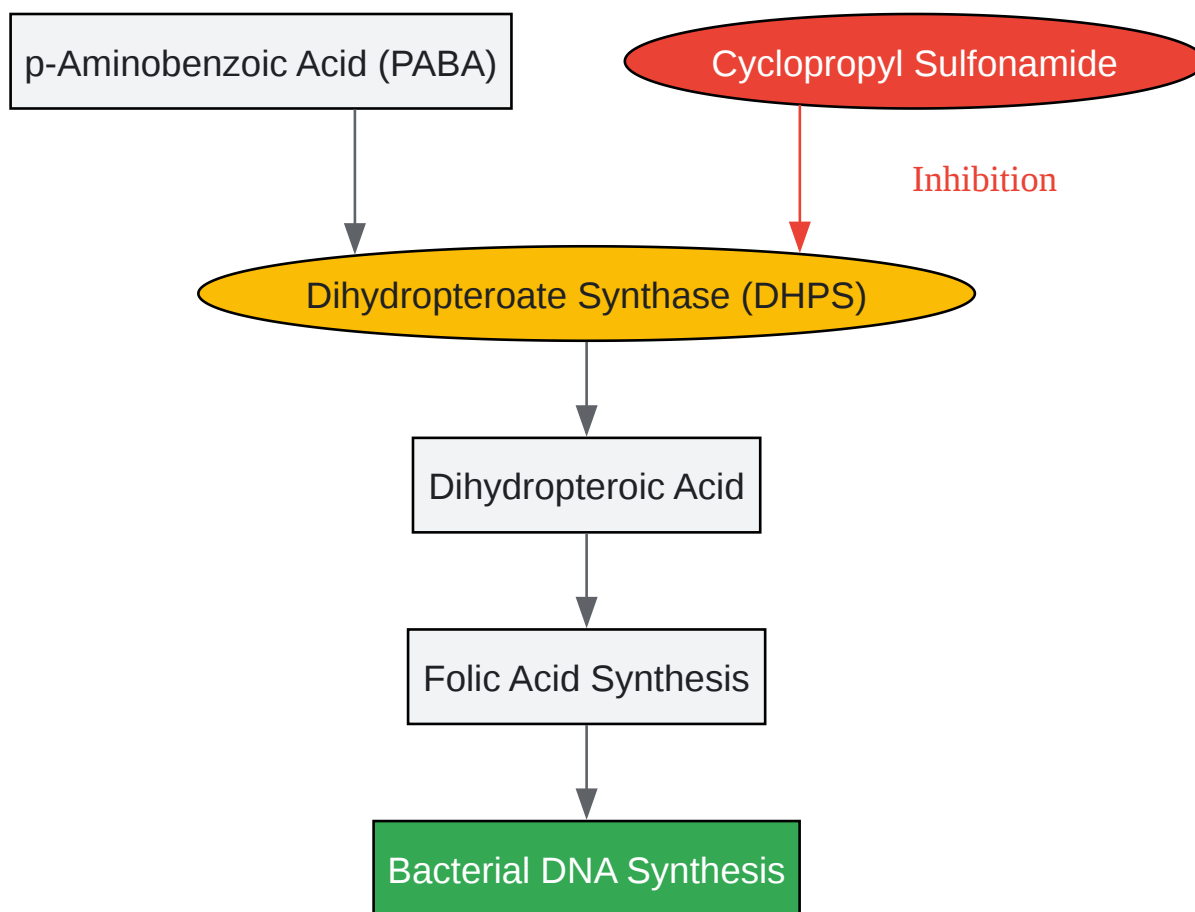 p-Aminobenzoic Acid (PABA)
Cyclopropyl Sulfonamide
Inhibition
Dihydropteroate Synthase (DHPS)
Dihydropteroic Acid
Folic Acid Synthesis
Bacterial DNA Synthesis